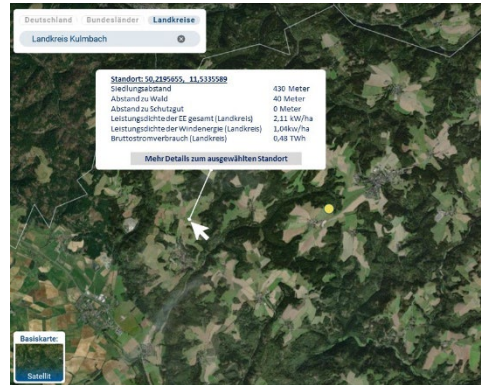 Deutschland Bundesländer Landkreise
Landkreis Kulmbach
Standort: 50,2195655, 11,5335589
Siedlungsabstand 430 Meter
Abstand zu Wald 40 Meter
Abstand zu Schutzgut 0 Meter
Leistungsdichte der EE gesamt (Landkreis) 2,11 kW/ha
Leistungsdichte der Windenergie (Landkreis) 1,04kw/ha
Bruttostromverbrauch (Landkreis) 0,48 TWh
Mehr Details zum ausgewählten Standort
Basiskarte:
Satellit